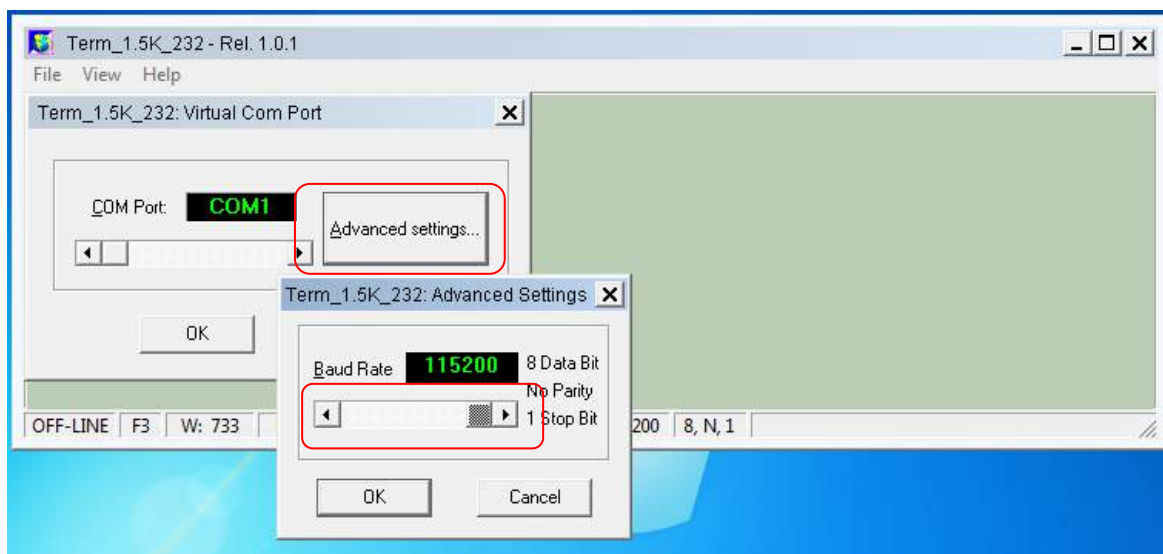 Term_1.5K_232 - Rel. 1.0.1
File View Help
Term_1.5K_232: Virtual Com Port
COM Port: COM1
Advanced settings...
OK
Term_1.5K_232: Advanced Settings
Baud Rate 115200
8 Data Bit
No Parity
1 Stop Bit
OK Cancel
OFF-LINE F3 W: 733 200 8, N, 1